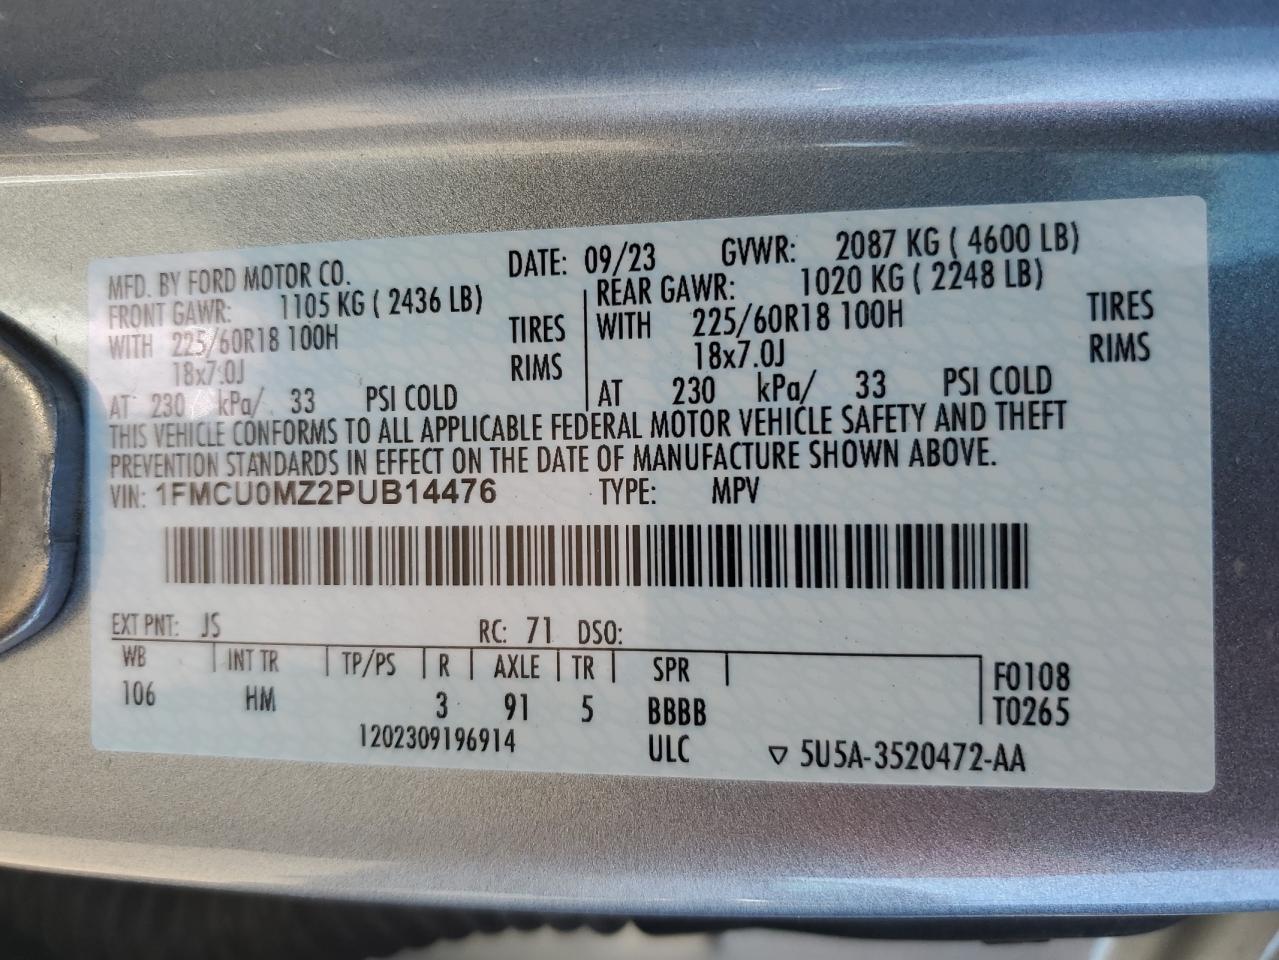 MFD. BY FORD MOTOR CO. DATE: 09/23 GVWR: 2087 KG ( 4600 LB)
FRONT GAWR: 1105 KG ( 2436 LB) REAR GAWR: 1020 KG ( 2248 LB)
WITH 225/60R18 100H TIRES WITH 225/60R18 100H TIRES
18x7.0J RIMS 18x7.0J RIMS
AT 230 kPa/ 33 PSI COLD AT 230 kPa/ 33 PSI COLD
THIS VEHICLE CONFORMS TO ALL APPLICABLE FEDERAL MOTOR VEHICLE SAFETY AND THEFT
PREVENTION STANDARDS IN EFFECT ON THE DATE OF MANUFACTURE SHOWN ABOVE.
VIN: 1FMCU0MZ2PUB14476 TYPE: MPV
EXT PNT: JS RC: 71 DSO:
WB INT TR TP/PS R AXLE TR SPR F0108
106 HM 3 91 5 BBBB T0265
1202309196914 ULC ▽ 5U5A-3520472-AA